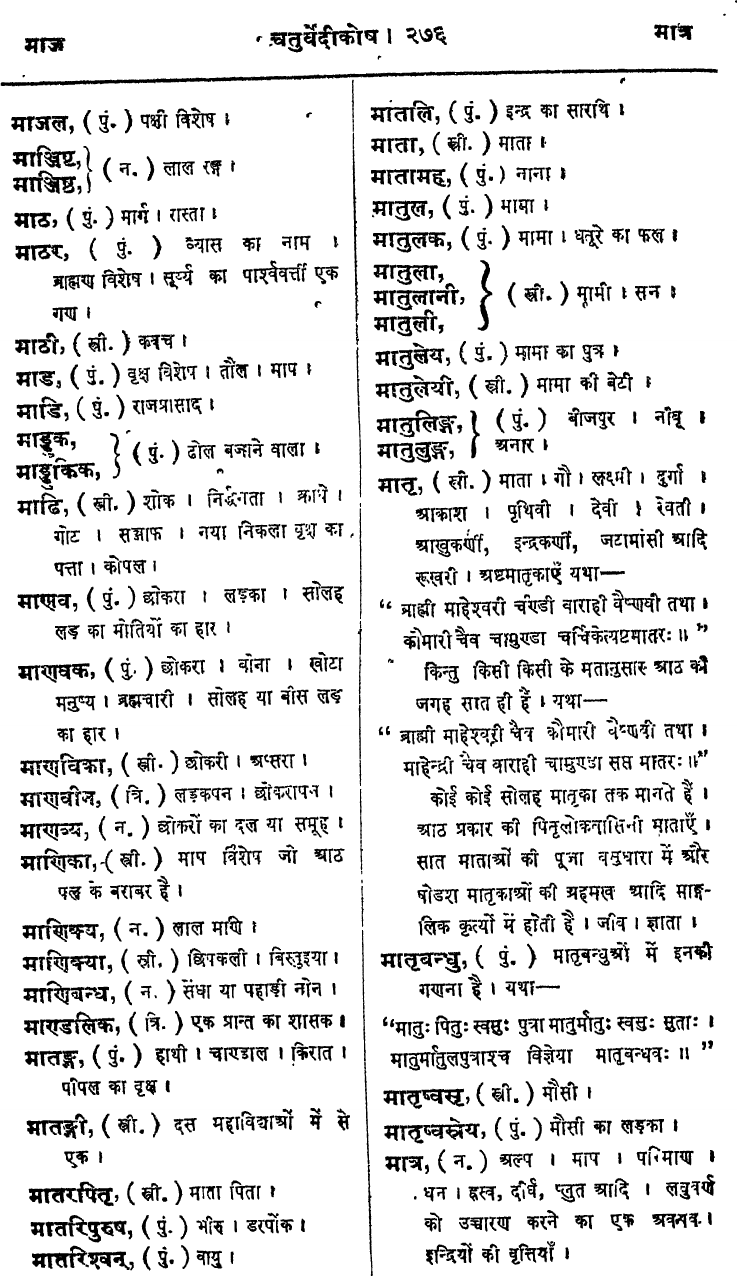 माज
चतुर्वेदीकोष । २७६
मात्र
माजल, ( पुं. ) पक्षी विशेष ।
माञ्जिष्ट,
माञ्जिष्ठ,
( न. ) लाल रङ्ग ।
माठ, ( पुं. ) मार्ग । रास्ता ।
माठर, ( पुं. ) व्यास का नाम ।
ब्राह्मण विशेष । सूर्य्य का पार्श्ववर्त्ती एक
गण ।
माठी, ( स्त्री. ) कवच ।
माड, ( पुं. ) वृक्ष विशेष । तौल । माप ।
माडि, ( पुं. ) राजप्रासाद ।
माड्डुक,
माड्डुकिक,
( पुं. ) ढोल बजाने वाला ।
माढि, ( स्त्री. ) शोक । निर्द्धनता । क्रोध ।
गोट । सञ्जाफ । नया निकला वृक्ष का
पत्ता । कोपल ।
माणव, ( पुं. ) छोकरा । लड़का । सोलह
लड़ का मोतियों का हार ।
माणवक, ( पुं. ) छोकरा । बोना । खोटा
मनुष्य । ब्रह्मचारी । सोलह या बीस लड़
का हार ।
माणविका, ( स्त्री. ) छोकरी । अप्सरा ।
माणवीन, ( त्रि. ) लड़कपन । छोकरापन ।
माणव्य, ( न. ) छोकरों का दल या समूह ।
माणिका, ( स्त्री. ) माप विशेष जो आठ
पल के बराबर है ।
माणिक्य, ( न. ) लाल मणि ।
माणिक्या, ( स्त्री. ) छिपकली । बिस्तुइया ।
माणिबन्ध, ( न. ) सेंधा या पहाड़ी नोन ।
माण्डलिक, ( त्रि. ) एक प्रान्त का शासक ।
मातङ्ग, ( पुं. ) हाथी । चाण्डाल । किरात ।
पीपल का वृक्ष ।
मातङ्गी, ( स्त्री. ) दस महाविद्याओं में से
एक ।
मातरपितृ, ( स्त्री. ) माता पिता ।
मातरिपुरुष, ( पुं. ) भीरु । डरपोंक ।
मातरिश्वन्, ( पुं. ) वायु ।
मातलि, ( पुं. ) इन्द्र का सारथि ।
माता, ( स्त्री. ) माता ।
मातामह, ( पुं. ) नाना ।
मातुल, ( पुं. ) मामा ।
मातुलक, ( पुं. ) मामा । धतूरे का फल ।
मातुला,
मातुलानी,
मातुली,
( स्त्री. ) मामी । सन ।
मातुलेय, ( पुं. ) मामा का पुत्र ।
मातुलेयी, ( स्त्री. ) मामा की बेटी ।
मातुलिङ्ग,
मातुलुङ्ग,
( पुं. ) बीजपुर । नीबू ।
अनार ।
मातृ, ( स्त्री. ) माता । गौ । लक्ष्मी । दुर्गा ।
आकाश । पृथिवी । देवी । रेवती ।
आखुकर्णी, इन्द्रकर्णी, जटामांसी आदि
रूखरी । अष्टमातृकाएँ यथा—
“ ब्राह्मी माहेश्वरी चण्डी वाराही वैष्णवी तथा ।
कौमारी चैव चामुण्डा चर्चिकेत्यष्टमातरः ॥ ”
किन्तु किसी किसी के मतानुसार आठ की
जगह सात ही हैं । यथा—
“ ब्राह्मी माहेश्वरी चैव कौमारी वैष्णवी तथा ।
माहेन्द्री चैव वाराही चामुण्डा सप्त मातरः ॥”
कोई कोई सोलह मातृका तक मानते हैं ।
आठ प्रकार की पितृलोकवासिनी माताएँ ।
सात माताओं की पूजा वसुधारा में और
षोडश मातृकाओं की ग्रहमख आदि माङ्ग-
लिक कृत्यों में होती है । जीव । ज्ञाता ।
मातृबन्धु, ( पुं. ) मातृबन्धुओं में इनकी
गणना है । यथा—
“मातुः पितुः स्वसुः पुत्रा मातुर्मातुः स्वसुः सुताः ।
मातुर्मातुलपुत्राश्च विज्ञेया मातृबन्धवः ॥ ”
मातृष्वसृ, ( स्त्री. ) मौसी ।
मातृष्वस्रेय, ( पुं. ) मौसी का लड़का ।
मात्र, ( न. ) अल्प । माप । परिमाण ।
धन । ह्रस्व, दीर्घ, प्लुत आदि । लघुवर्ण
को उच्चारण करने का एक अवयव ।
इन्द्रियों की वृत्तियाँ ।